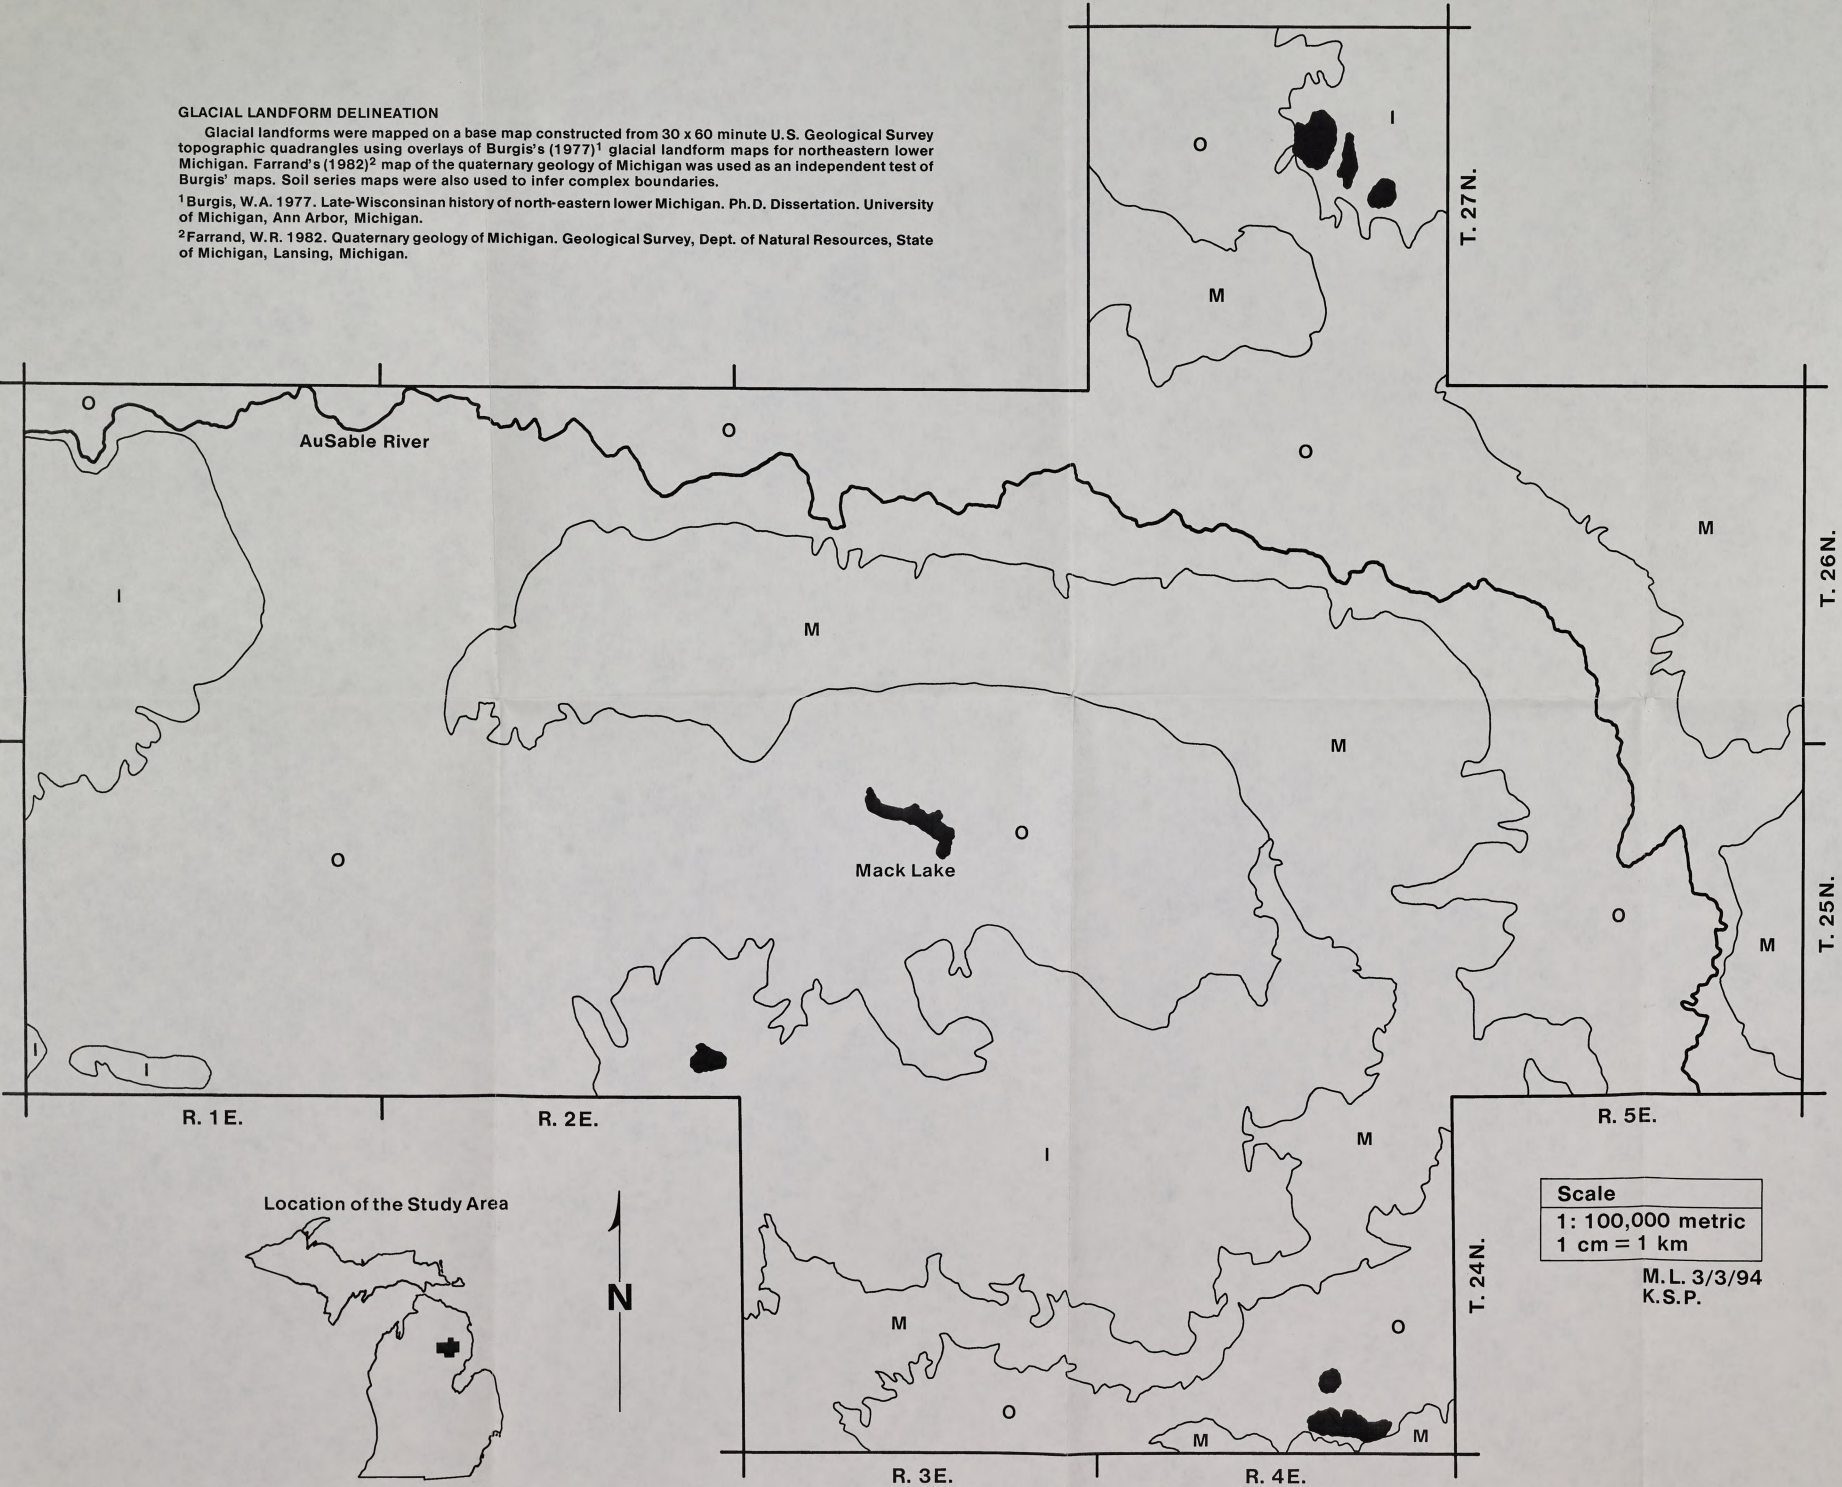 GLACIAL LANDFORM DELINEATION
Glacial landforms were mapped on a base map constructed from 30 x 60 minute U.S. Geological Survey
topographic quadrangles using overlays of Burgis's (1977)1 glacial landform maps for northeastern lower
Michigan. Farrand's (1982)2 map of the quaternary geology of Michigan was used as an independent test of
Burgis' maps. Soil series maps were also used to infer complex boundaries.
1 Burgis, W.A. 1977. Late-Wisconsinan history of north-eastern lower Michigan. Ph.D. Dissertation. University
of Michigan, Ann Arbor, Michigan.
2 Farrand, W.R. 1982. Quaternary geology of Michigan. Geological Survey, Dept. of Natural Resources, State
of Michigan, Lansing, Michigan.
I
O
T. 27N.
M
O
O
AuSable River
O
M
T. 26N.
I
M
M
O
Mack Lake
O
T. 25N.
O
M
I
I
R. 1E.
R. 2E.
R. 5E.
M
I
Location of the Study Area
N
Scale
1: 100,000 metric
1 cm = 1 km
M.L. 3/3/94
K.S.P.
T. 24N.
M
O
O
M
M
R. 3E.
R. 4E.